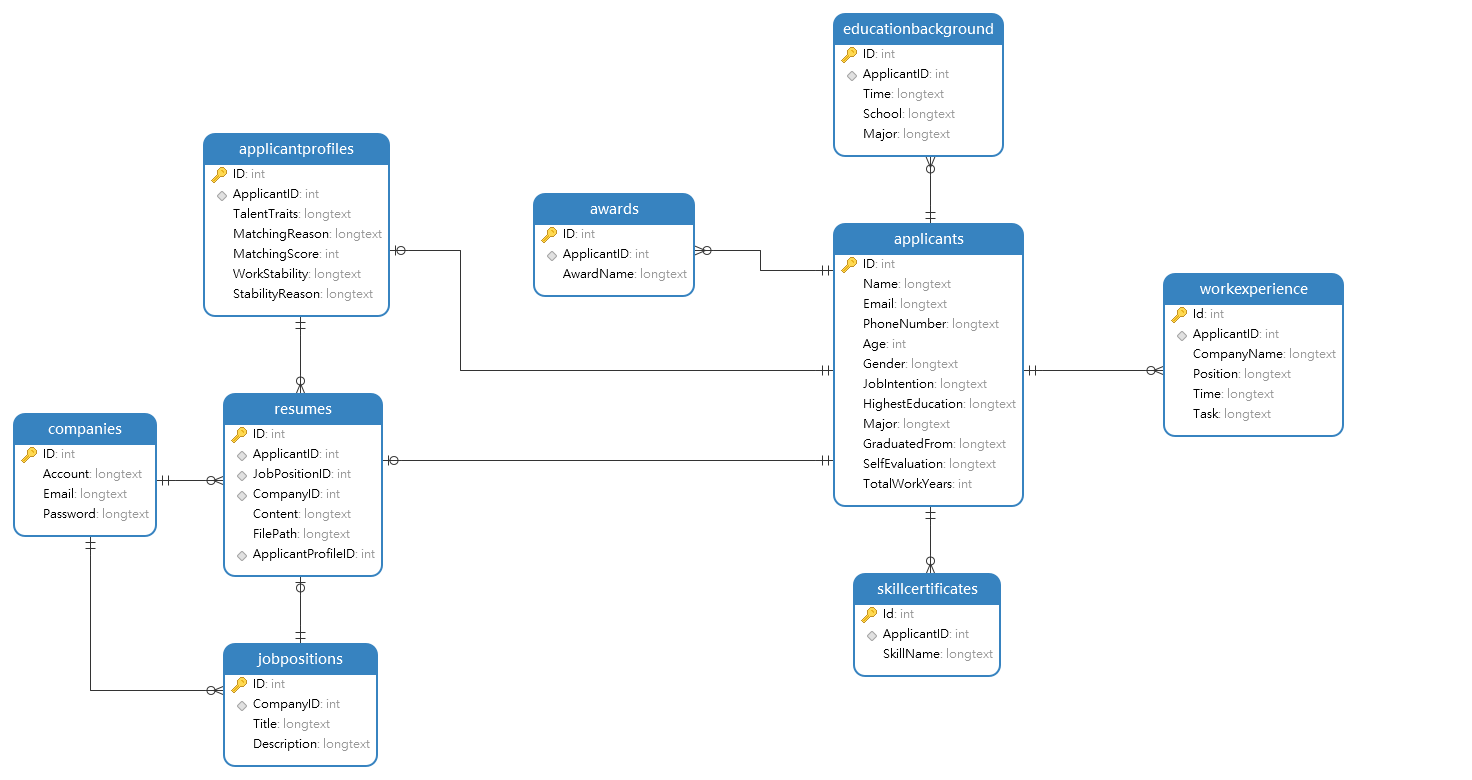 educationbackground
ID: int
ApplicantID: int
Time: longtext
School: longtext
Major: longtext
applicantprofiles
ID: int
ApplicantID: int
TalentTraits: longtext
MatchingReason: longtext
MatchingScore: int
WorkStability: longtext
StabilityReason: longtext
awards
ID: int
ApplicantID: int
AwardName: longtext
applicants
ID: int
Name: longtext
Email: longtext
PhoneNumber: longtext
Age: int
Gender: longtext
JobIntention: longtext
HighestEducation: longtext
Major: longtext
GraduatedFrom: longtext
SelfEvaluation: longtext
TotalWorkYears: int
workexperience
Id: int
ApplicantID: int
CompanyName: longtext
Position: longtext
Time: longtext
Task: longtext
companies
ID: int
Account: longtext
Email: longtext
Password: longtext
resumes
ID: int
ApplicantID: int
JobPositionID: int
CompanyID: int
Content: longtext
FilePath: longtext
ApplicantProfileID: int
skillcertificates
Id: int
ApplicantID: int
SkillName: longtext
jobpositions
ID: int
CompanyID: int
Title: longtext
Description: longtext